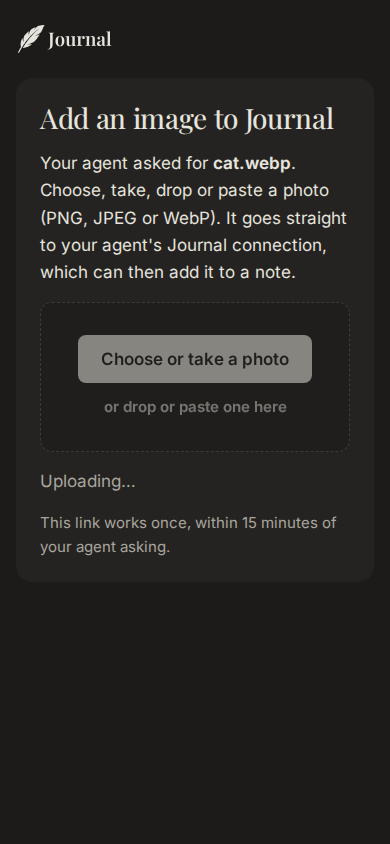 Journal
Add an image to Journal
Your agent asked for cat.webp.
Choose, take, drop or paste a photo
(PNG, JPEG or WebP). It goes straight
to your agent's Journal connection,
which can then add it to a note.
Choose or take a photo
or drop or paste one here
Uploading...
This link works once, within 15 minutes of
your agent asking.